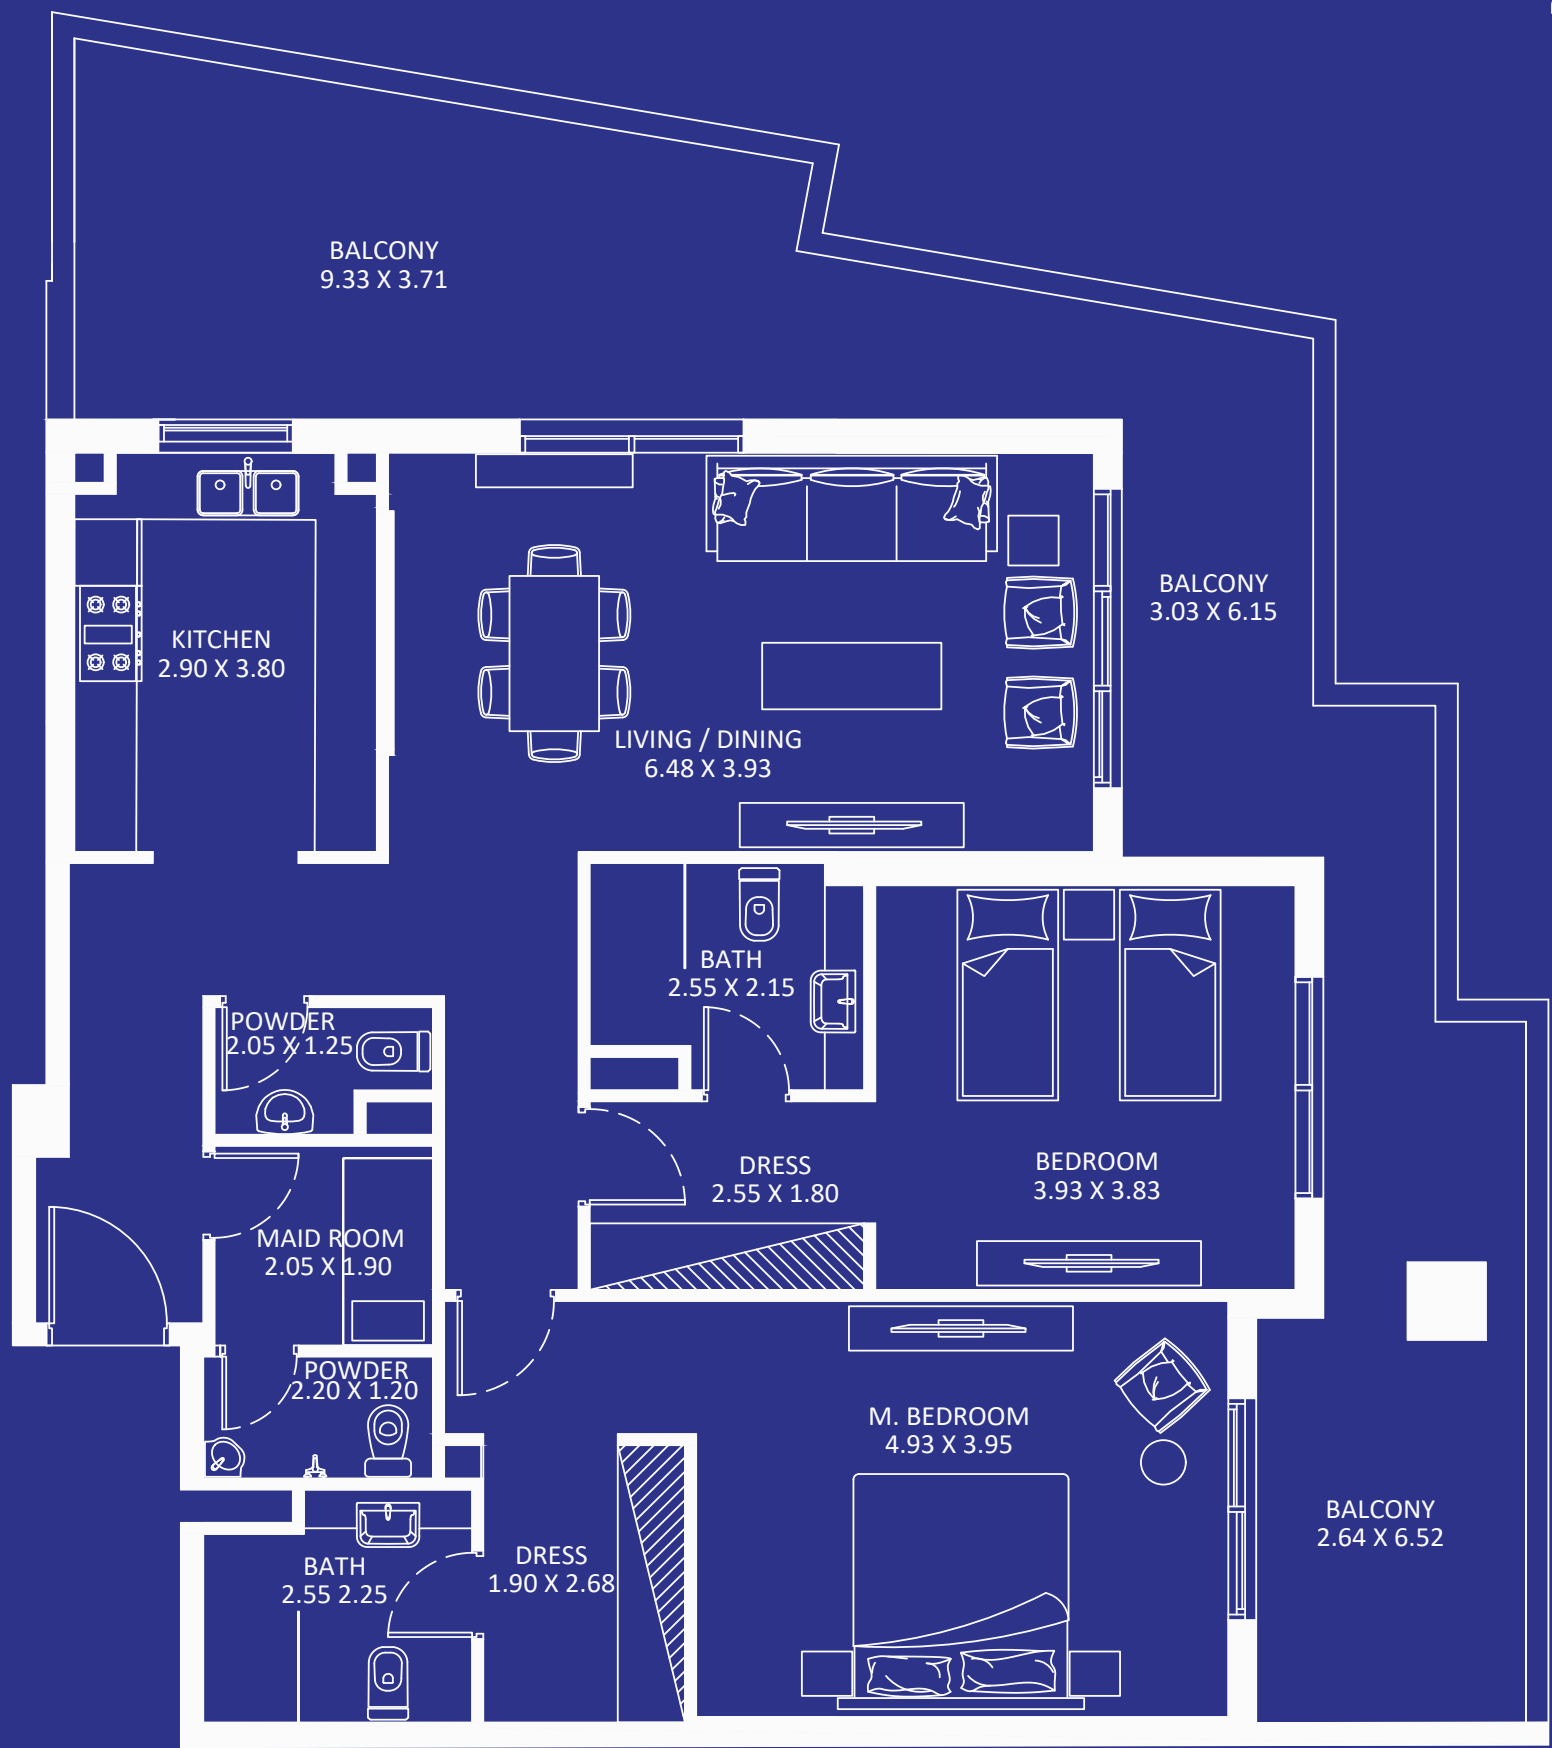 BALCONY
9.33 X 3.71
BALCONY
3.03 X 6.15
KITCHEN
2.90 X 3.80
LIVING / DINING
6.48 X 3.93
BATH
2.55 X 2.15
POWDER
2.05 X 1.25
DRESS
2.55 X 1.80
BEDROOM
3.93 X 3.83
MAID ROOM
2.05 X 1.90
POWDER
2.20 X 1.20
M. BEDROOM
4.93 X 3.95
BALCONY
2.64 X 6.52
BATH
2.55 2.25
DRESS
1.90 X 2.68